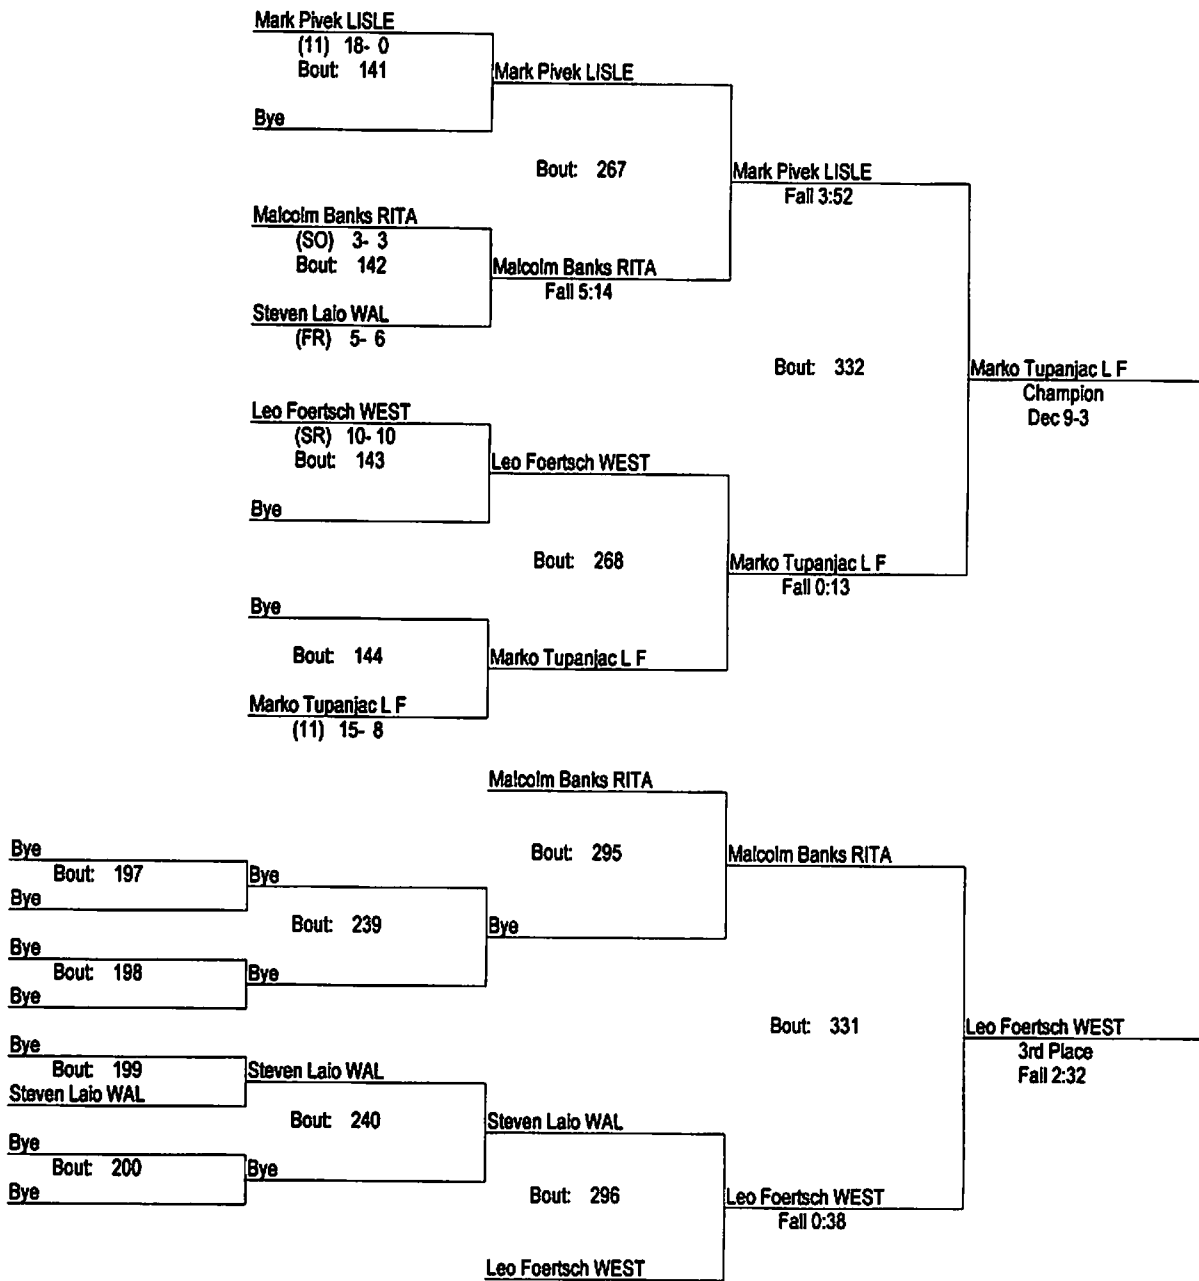 Mark Pivek LISLE
(11) 18- 0
Bout: 141
Mark Pivek LISLE
Bye
Bout: 267
Mark Pivek LISLE
Fall 3:52
Malcolm Banks RITA
(SO) 3- 3
Bout: 142
Malcolm Banks RITA
Fall 5:14
Steven Laio WAL
(FR) 5- 6
Bout: 332
Marko Tupanjac L F
Champion
Dec 9-3
Leo Foertsch WEST
(SR) 10- 10
Bout: 143
Leo Foertsch WEST
Bye
Bout: 268
Marko Tupanjac L F
Fall 0:13
Bye
Bout: 144
Marko Tupanjac L F
Marko Tupanjac L F
(11) 15- 8
Malcolm Banks RITA
Bout: 295
Malcolm Banks RITA
Bye
Bout: 197
Bye
Bye
Bout: 239
Bye
Bye
Bout: 198
Bye
Bye
Bout: 331
Leo Foertsch WEST
3rd Place
Fall 2:32
Bye
Bout: 199
Steven Laio WAL
Steven Laio WAL
Bout: 240
Steven Laio WAL
Bye
Bout: 200
Bye
Bye
Bout: 296
Leo Foertsch WEST
Fall 0:38
Leo Foertsch WEST